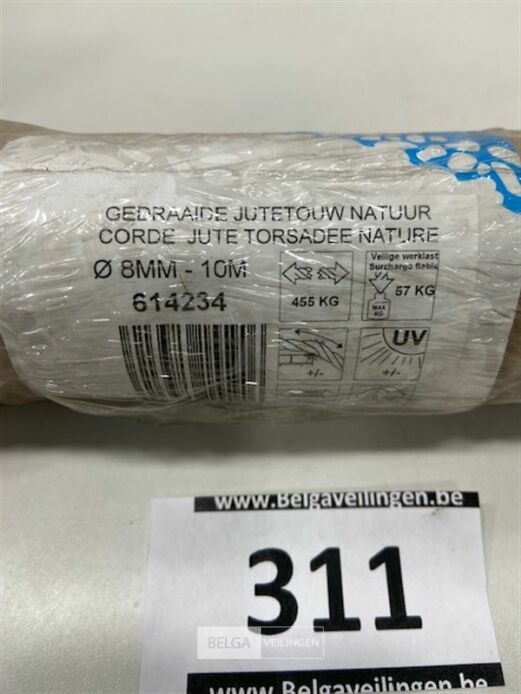 GEDRAAIDE JUTETOUW NATUUR
CORDE JUTE TORSADEE NATURE
Ø 8MM - 10M
614234
455 KG
Veilige werklast
Surcharge fiable
57 KG
MAX
KG
+/-
UV
+/-
www.Belgaveilingen.be
311
BELGA VEILINGEN
www.Belgaveilingen.be